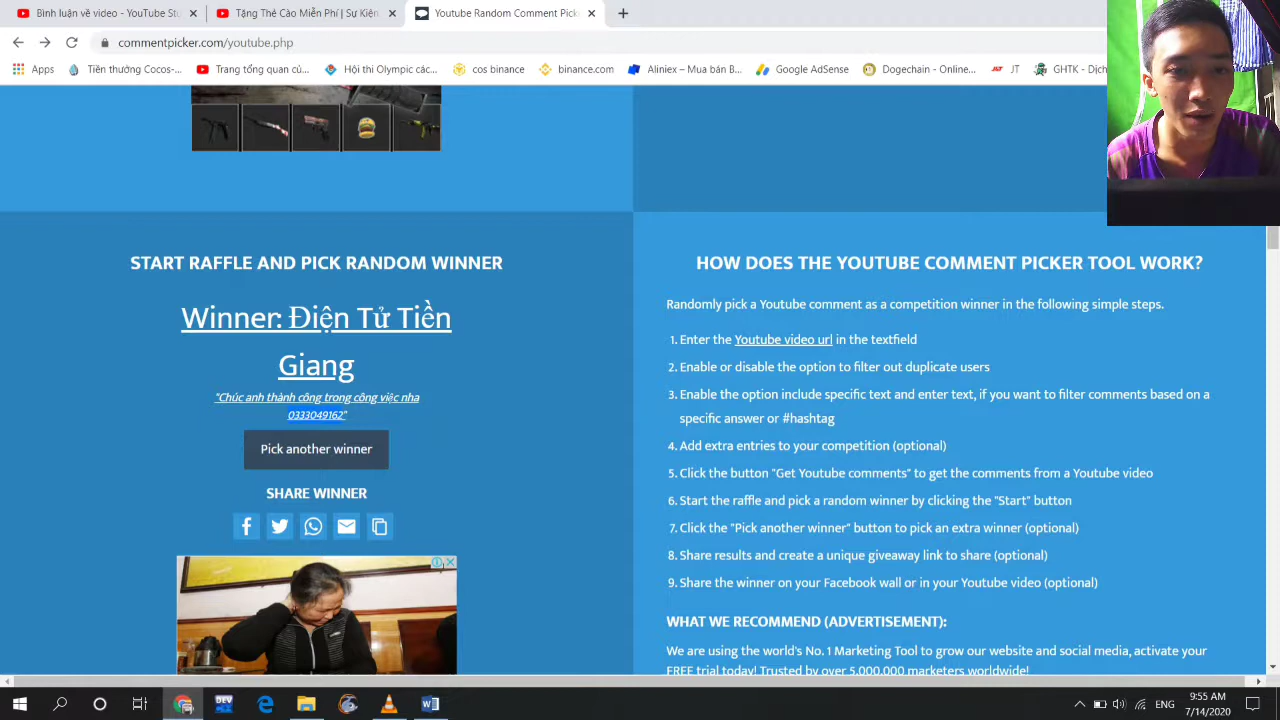 Bình luận về video - YouTube Stu
Tặng Thẻ Cào Miễn Phí | Sự Kiện
Youtube Random Comment Picke
commentpicker.com/youtube.php
Apps
Tiền thưởng Cocos-...
Trang tổng quan củ...
Hội thi Olympic các...
cos binance
binance.com
Aliniex – Mua bán B...
Google AdSense
Dogechain - Online...
JT
GHTK - Dịch
START RAFFLE AND PICK RANDOM WINNER
Winner: Điện Tử Tiền
Giang
"Chúc anh thành công trong công việc nha
0333049162"
Pick another winner
SHARE WINNER
HOW DOES THE YOUTUBE COMMENT PICKER TOOL WORK?
Randomly pick a Youtube comment as a competition winner in the following simple steps.
1. Enter the Youtube video url in the textfield
2. Enable or disable the option to filter out duplicate users
3. Enable the option include specific text and enter text, if you want to filter comments based on a
specific answer or #hashtag
4. Add extra entries to your competition (optional)
5. Click the button "Get Youtube comments" to get the comments from a Youtube video
6. Start the raffle and pick a random winner by clicking the "Start" button
7. Click the "Pick another winner" button to pick an extra winner (optional)
8. Share results and create a unique giveaway link to share (optional)
9. Share the winner on your Facebook wall or in your Youtube video (optional)
WHAT WE RECOMMEND (ADVERTISEMENT):
We are using the world's No. 1 Marketing Tool to grow our website and social media, activate your
FREE trial today! Trusted by over 5,000,000 marketers worldwide!
DEV
ENG
9:55 AM
7/14/2020